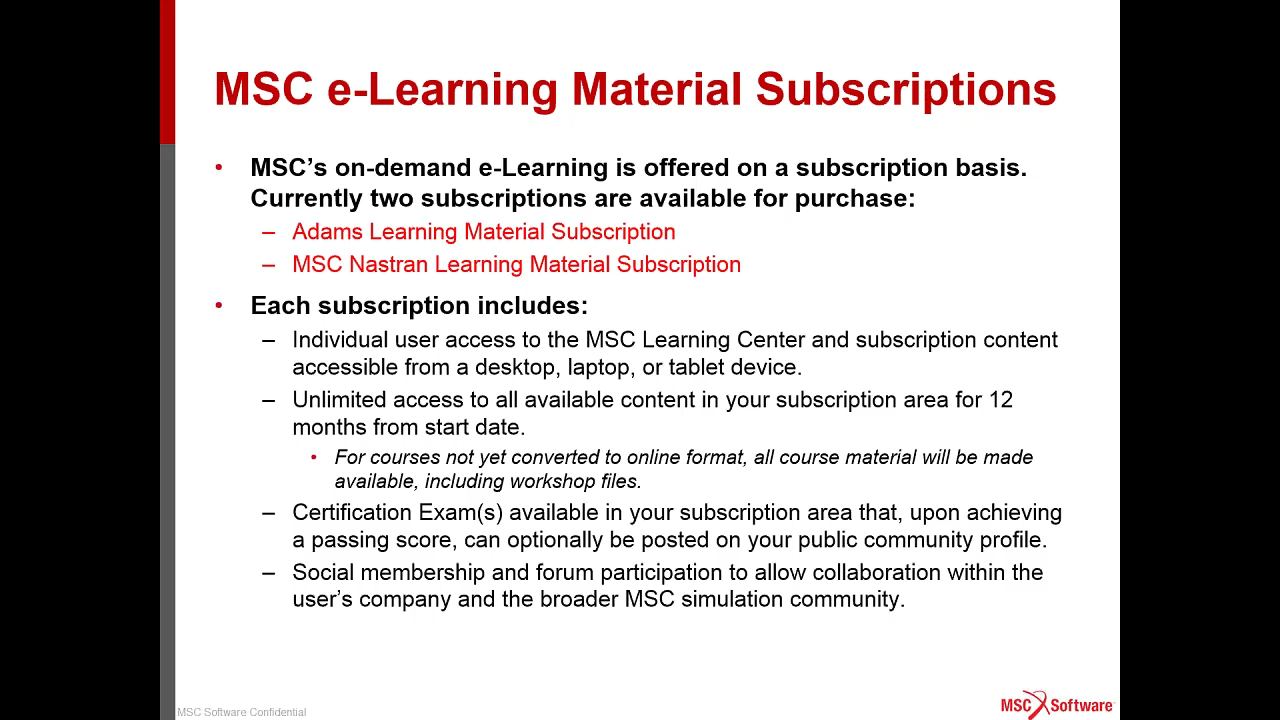 MSC e-Learning Material Subscriptions
• MSC’s on-demand e-Learning is offered on a subscription basis.
Currently two subscriptions are available for purchase:
– Adams Learning Material Subscription
– MSC Nastran Learning Material Subscription
• Each subscription includes:
– Individual user access to the MSC Learning Center and subscription content
accessible from a desktop, laptop, or tablet device.
– Unlimited access to all available content in your subscription area for 12
months from start date.
• For courses not yet converted to online format, all course material will be made
available, including workshop files.
– Certification Exam(s) available in your subscription area that, upon achieving
a passing score, can optionally be posted on your public community profile.
– Social membership and forum participation to allow collaboration within the
user’s company and the broader MSC simulation community.
MSC Software Confidential
MSC Software